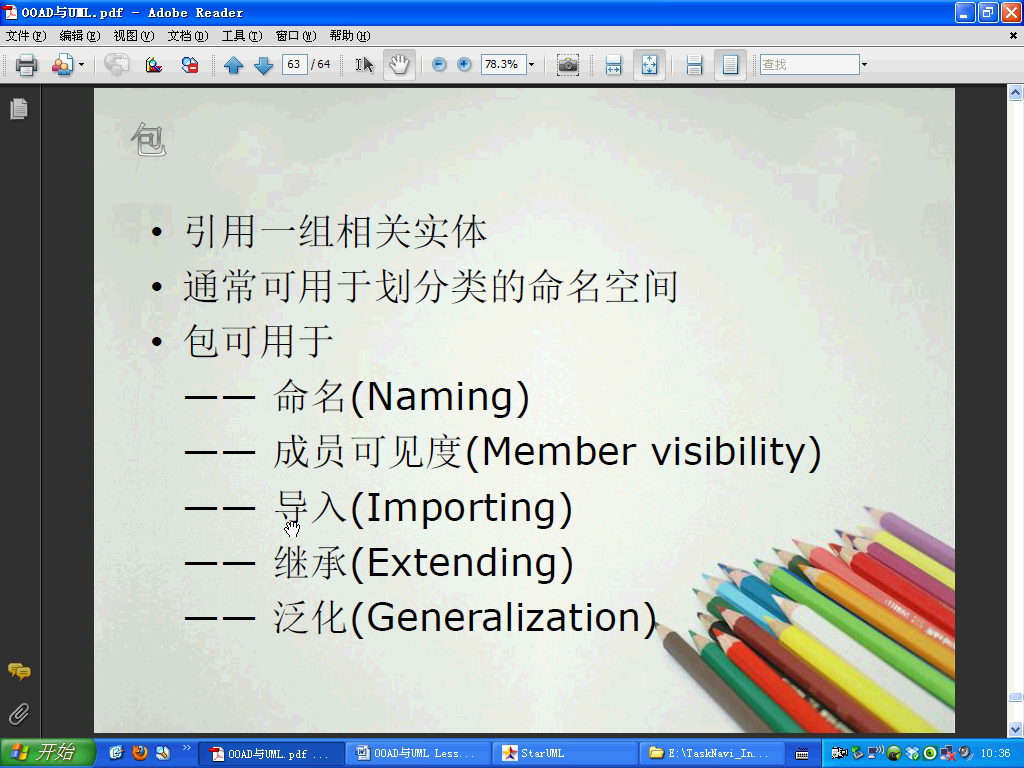 OOAD与UML.pdf - Adobe Reader
文件(F) 编辑(E) 视图(V) 文档(D) 工具(T) 窗口(W) 帮助(H)
63 / 64 78.3% 查找
包
• 引用一组相关实体
• 通常可用于划分类的命名空间
• 包可用于
—— 命名(Naming)
—— 成员可见度(Member visibility)
—— 导入(Importing)
—— 继承(Extending)
—— 泛化(Generalization)
开始 OOAD与UML.pdf ... OOAD与UML Less... StarUML E:\TaskNavi_In... 10:36